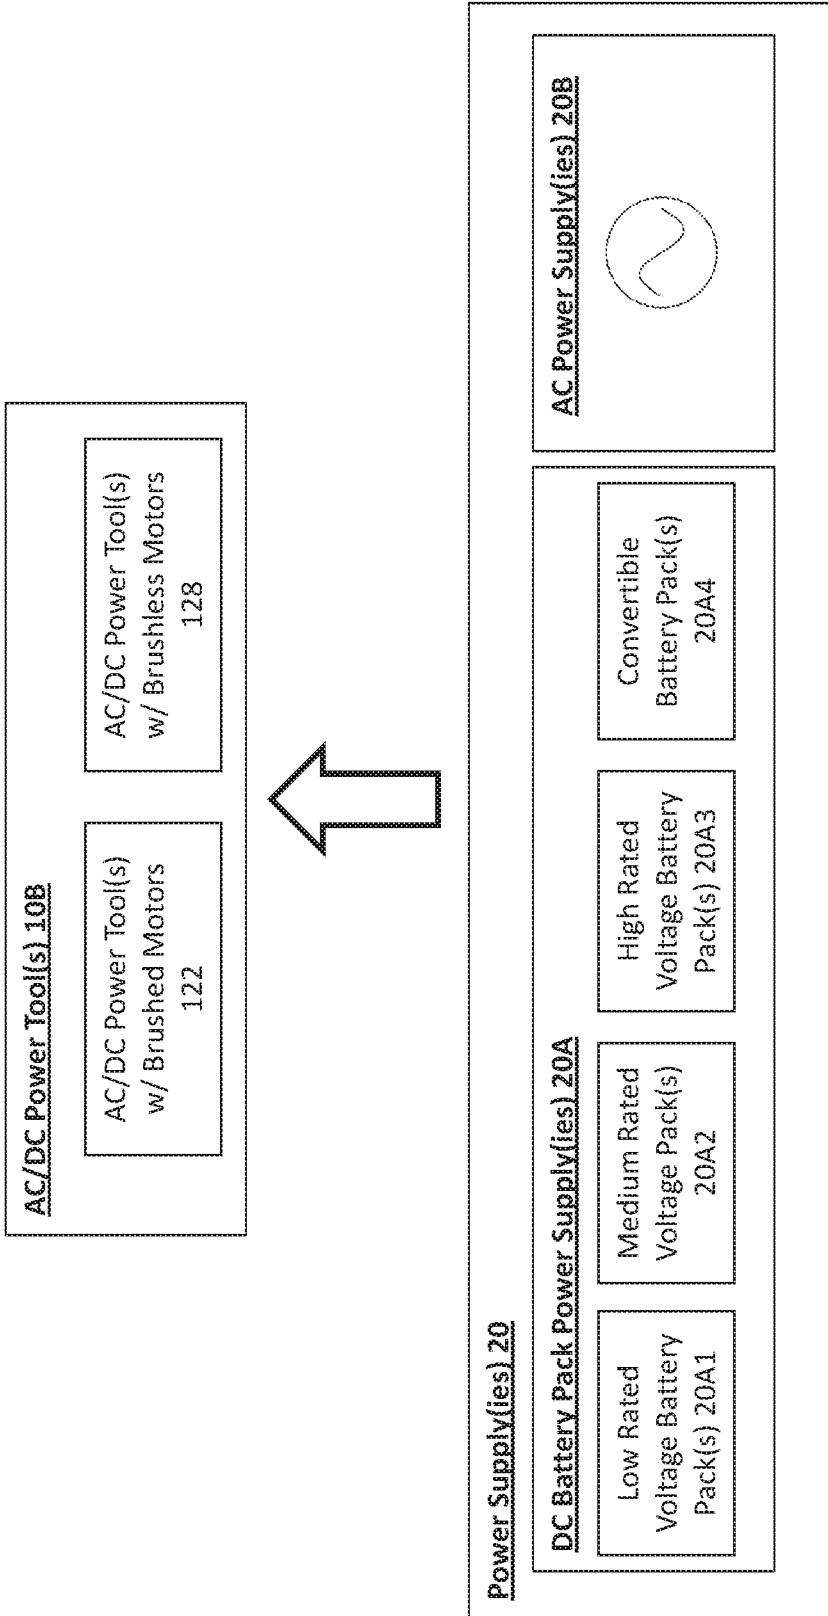 AC/DC Power Tool(s) 10B
AC/DC Power Tool(s)
w/ Brushed Motors
122
AC/DC Power Tool(s)
w/ Brushless Motors
128
Power Supply(ies) 20
DC Battery Pack Power Supply(ies) 20A
Low Rated
Voltage Battery
Pack(s) 20A1
Medium Rated
Voltage Pack(s)
20A2
High Rated
Voltage Battery
Pack(s) 20A3
Convertible
Battery Pack(s)
20A4
AC Power Supply(ies) 20B